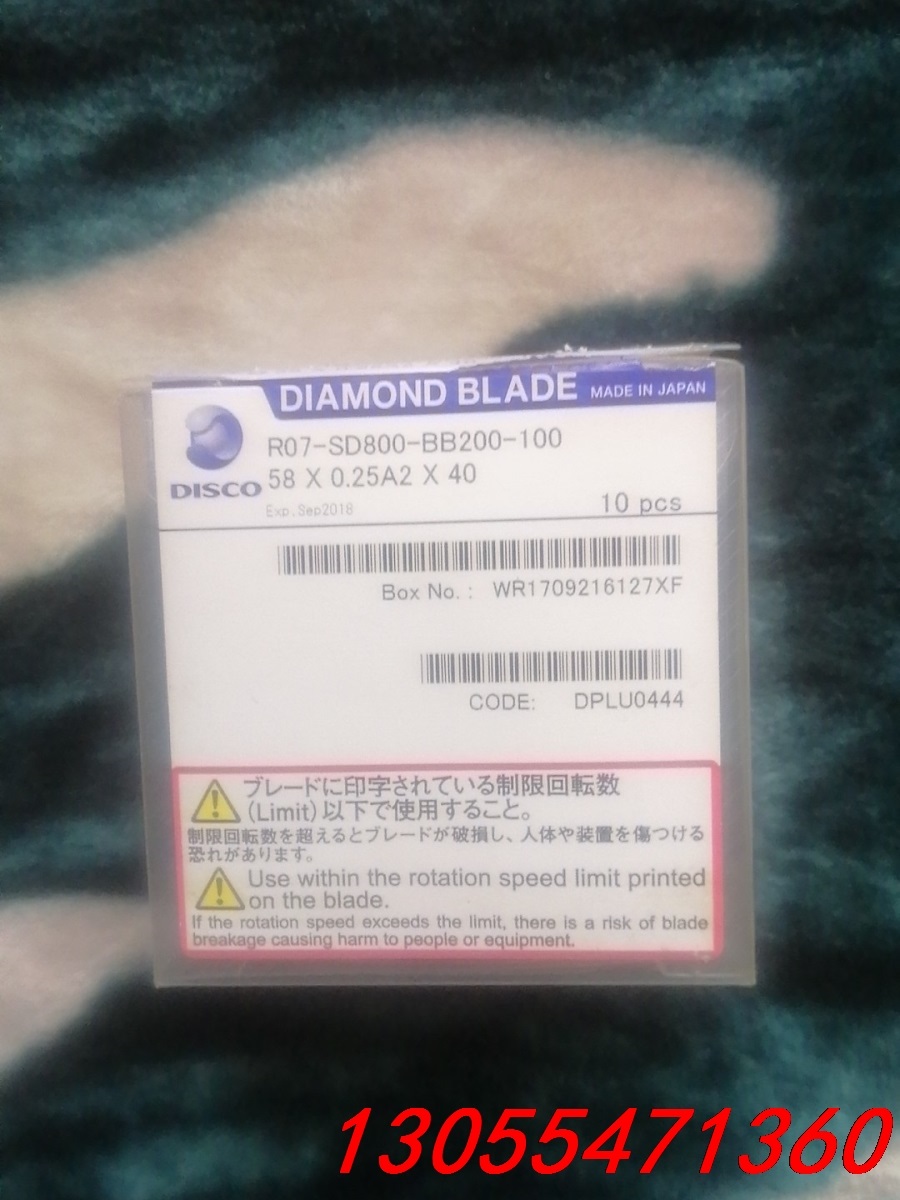 DIAMOND BLADE MADE IN JAPAN
R07-SD800-BB200-100
58 X 0.25A2 X 40
DISCO
Exp.Sep2018
10 pcs
Box No.: WR1709216127XF
CODE: DPLU0444
ブレードに印字されている制限回転数
(Limit)以下で使用すること。
制限回転数を超えるとブレードが破損し、人体や装置を傷つける
恐れがあります。
Use within the rotation speed limit printed
on the blade.
If the rotation speed exceeds the limit, there is a risk of blade
breakage causing harm to people or equipment.
13055471360